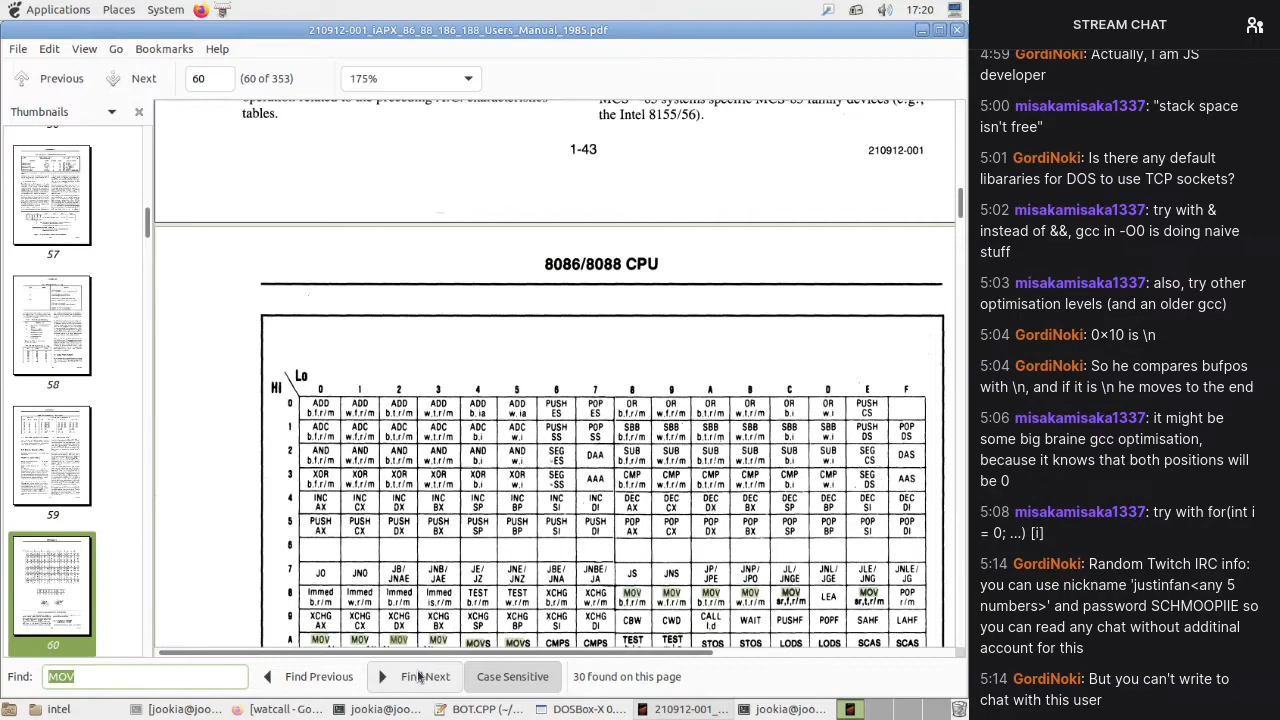 Applications Places System 17:20
210912-001_iAPX_86_88_186_188_Users_Manual_1985.pdf
File Edit View Go Bookmarks Help
Previous Next 60 (60 of 353) 175%
Thumbnails
57
58
59
60
tables.
MCS-85 systems specific MCS-85 family devices (e.g.,
the Intel 8155/56).
1-43
210912-001
8086/8088 CPU
Lo
Hi 0 1 2 3 4 5 6 7 8 9 A B C D E F
0 ADD ADD ADD ADD ADD ADD PUSH POP OR OR OR OR OR OR PUSH
b.f.r/m w.f.r/m b.t.r/m w.t.r/m b.ia w.ia ES ES b.f.r/m w.f.r/m b.t.r/m w.t.r/m b.i w.i CS
1 ADC ADC ADC ADC ADC ADC PUSH POP SBB SBB SBB SBB SBB SBB PUSH POP
b.f.r/m w.f.r/m b.t.r/m w.t.r/m b.i w.i SS SS b.f.r/m w.f.r/m b.t.r/m w.t.r/m b.i w.i DS DS
2 AND AND AND AND AND AND SEG DAA SUB SUB SUB SUB SUB SUB SEG DAS
b.f.r/m w.f.r/m b.t.r/m w.t.r/m b.i w.i =ES b.f.r/m w.f.r/m b.t.r/m w.t.r/m b.i w.i CS
3 XOR XOR XOR XOR XOR XOR SEG AAA CMP CMP CMP CMP CMP CMP SEG AAS
b.f.r/m w.f.r/m b.t.r/m w.t.r/m b.i w.i =SS b.f.r/m w.f.r/m b.t.r/m w.t.r/m b.i w.i DS
4 INC INC INC INC INC INC INC INC DEC DEC DEC DEC DEC DEC DEC DEC
AX CX DX BX SP BP SI DI AX CX DX BX SP BP SI DI
5 PUSH PUSH PUSH PUSH PUSH PUSH PUSH PUSH POP POP POP POP POP POP POP POP
AX CX DX BX SP BP SI DI AX CX DX BX SP BP SI DI
6
7 JO JNO JB/ JNB/ JE/ JNE/ JBE/ JNBE/ JS JNS JP/ JNP/ JL/ JNL/ JLE/ JNLE/
JNAE JAE JZ JNZ JNA JA JPE JPO JNGE JGE JNG JG
8 Immed Immed Immed Immed TEST TEST XCHG XCHG MOV MOV MOV MOV MOV LEA MOV POP
b.r/m w.r/m b.r/m is.r/m b.r/m w.r/m b.r/m w.r/m b.f.r/m w.f.r/m b.t.r/m w.t.r/m sr,f,r/m sr,t,r/m r/m
9 XCHG XCHG XCHG XCHG XCHG XCHG XCHG XCHG CBW CWD CALL WAIT PUSHF POPF SAHF LAHF
AX CX DX BX SP BP SI DI l.d
A MOV MOV MOV MOV MOVS MOVS CMPS CMPS TEST TEST STOS STOS LODS LODS SCAS SCAS
Find: MOV Find Previous Find Next Case Sensitive 30 found on this page
intel [jookia@joo... [watcall - Go... jookia@joo... BOT.CPP (~/... DOSBox-X 0.... 210912-001_... jookia@joo...
STREAM CHAT
4:59 GordiNoki: Actually, I am JS
developer
5:00 misakamisaka1337: "stack space
isn't free"
5:01 GordiNoki: Is there any default
libararies for DOS to use TCP sockets?
5:02 misakamisaka1337: try with &
instead of &&, gcc in -O0 is doing naive
stuff
5:03 misakamisaka1337: also, try other
optimisation levels (and an older gcc)
5:04 GordiNoki: 0x10 is \n
5:04 GordiNoki: So he compares bufpos
with \n, and if it is \n he moves to the end
5:06 misakamisaka1337: it might be
some big braine gcc optimisation,
because it knows that both positions will
be 0
5:08 misakamisaka1337: try with for(int i
= 0; ...) [i]
5:14 GordiNoki: Random Twitch IRC info:
you can use nickname 'justinfan<any 5
numbers>' and password SCHMOOPIIE so
you can read any chat without additinal
account for this
5:14 GordiNoki: But you can't write to
chat with this user